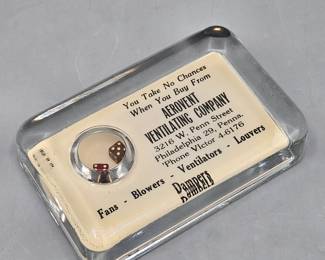 You Take No Chances
When You Buy From
AEROVENT
VENTILATING COMPANY
3216 W. Penn Street
Philadelphia 29, Penna.
'Phone VIctor 4-6176
Fans - Blowers - Ventilators - Louvers
Dampers